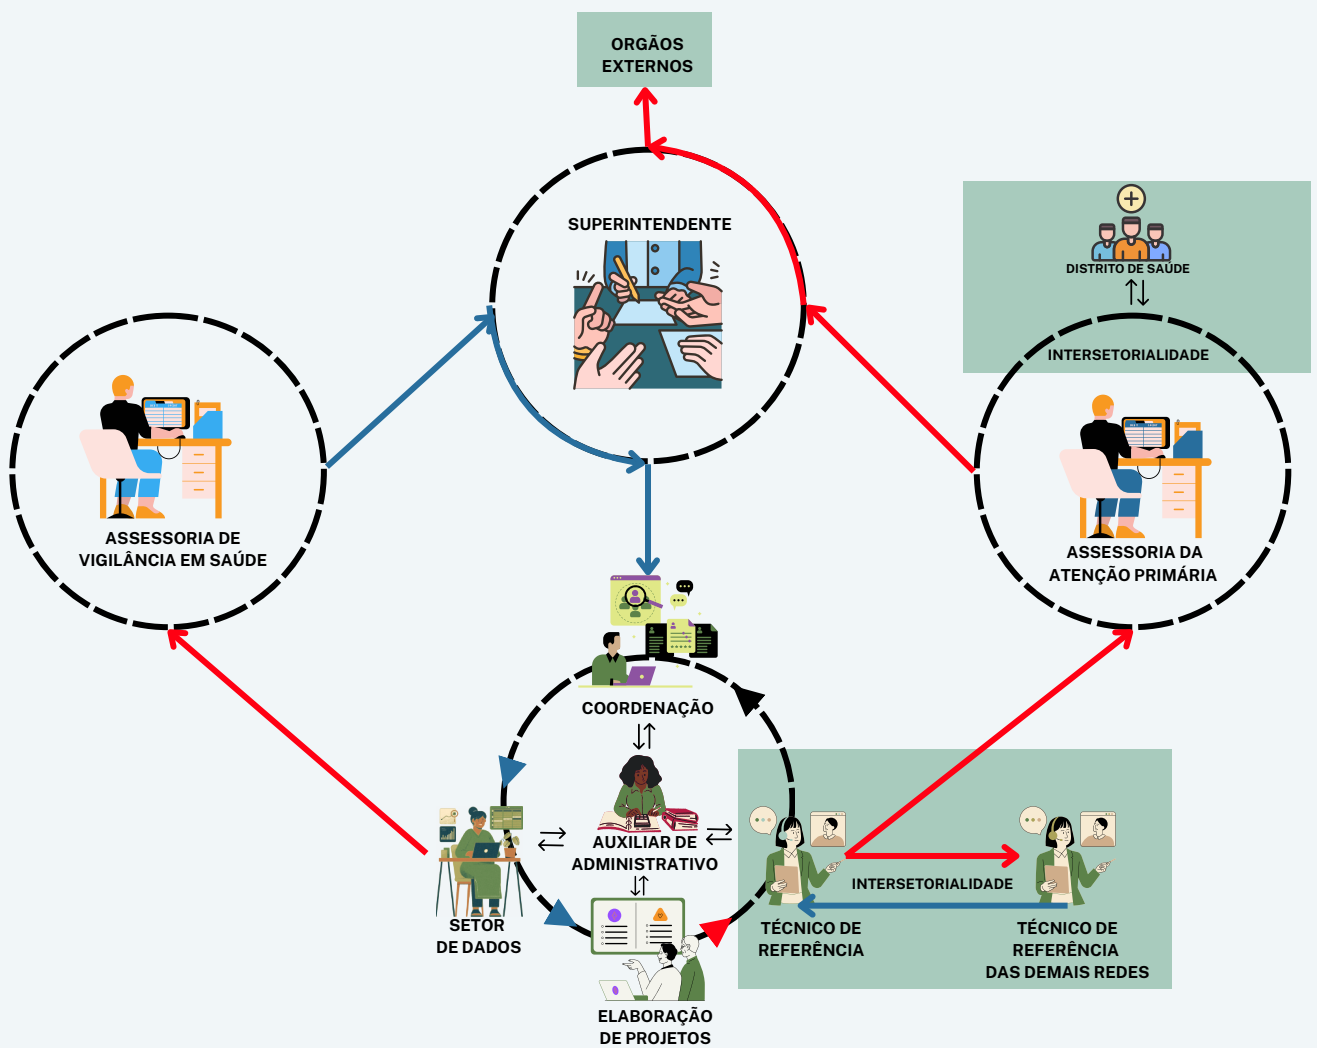 ORGÃOS
EXTERNOS
SUPERINTENDENTE
DISTRITO DE SAÚDE
INTERSETORIALIDADE
ASSESSORIA DE
VIGILÂNCIA EM SAÚDE
ASSESSORIA DA
ATENÇÃO PRIMÁRIA
COORDENAÇÃO
AUXILIAR DE
ADMINISTRATIVO
INTERSETORIALIDADE
SETOR
DE DADOS
TÉCNICO DE
REFERÊNCIA
TÉCNICO DE
REFERÊNCIA
DAS DEMAIS REDES
ELABORAÇÃO
DE PROJETOS